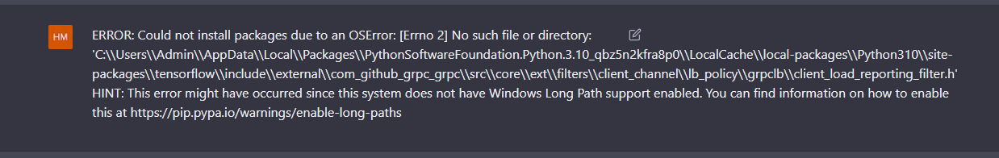 HM
ERROR: Could not install packages due to an OSError: [Errno 2] No such file or directory:
'C:\\Users\\Admin\\AppData\\Local\\Packages\\PythonSoftwareFoundation.Python.3.10_qbz5n2kfra8p0\\LocalCache\\local-packages\\Python310\\site-
packages\\tensorflow\\include\\external\\com_github_grpc_grpc\\src\\core\\ext\\filters\\client_channel\\lb_policy\\grpclb\\client_load_reporting_filter.h'
HINT: This error might have occurred since this system does not have Windows Long Path support enabled. You can find information on how to enable
this at https://pip.pypa.io/warnings/enable-long-paths